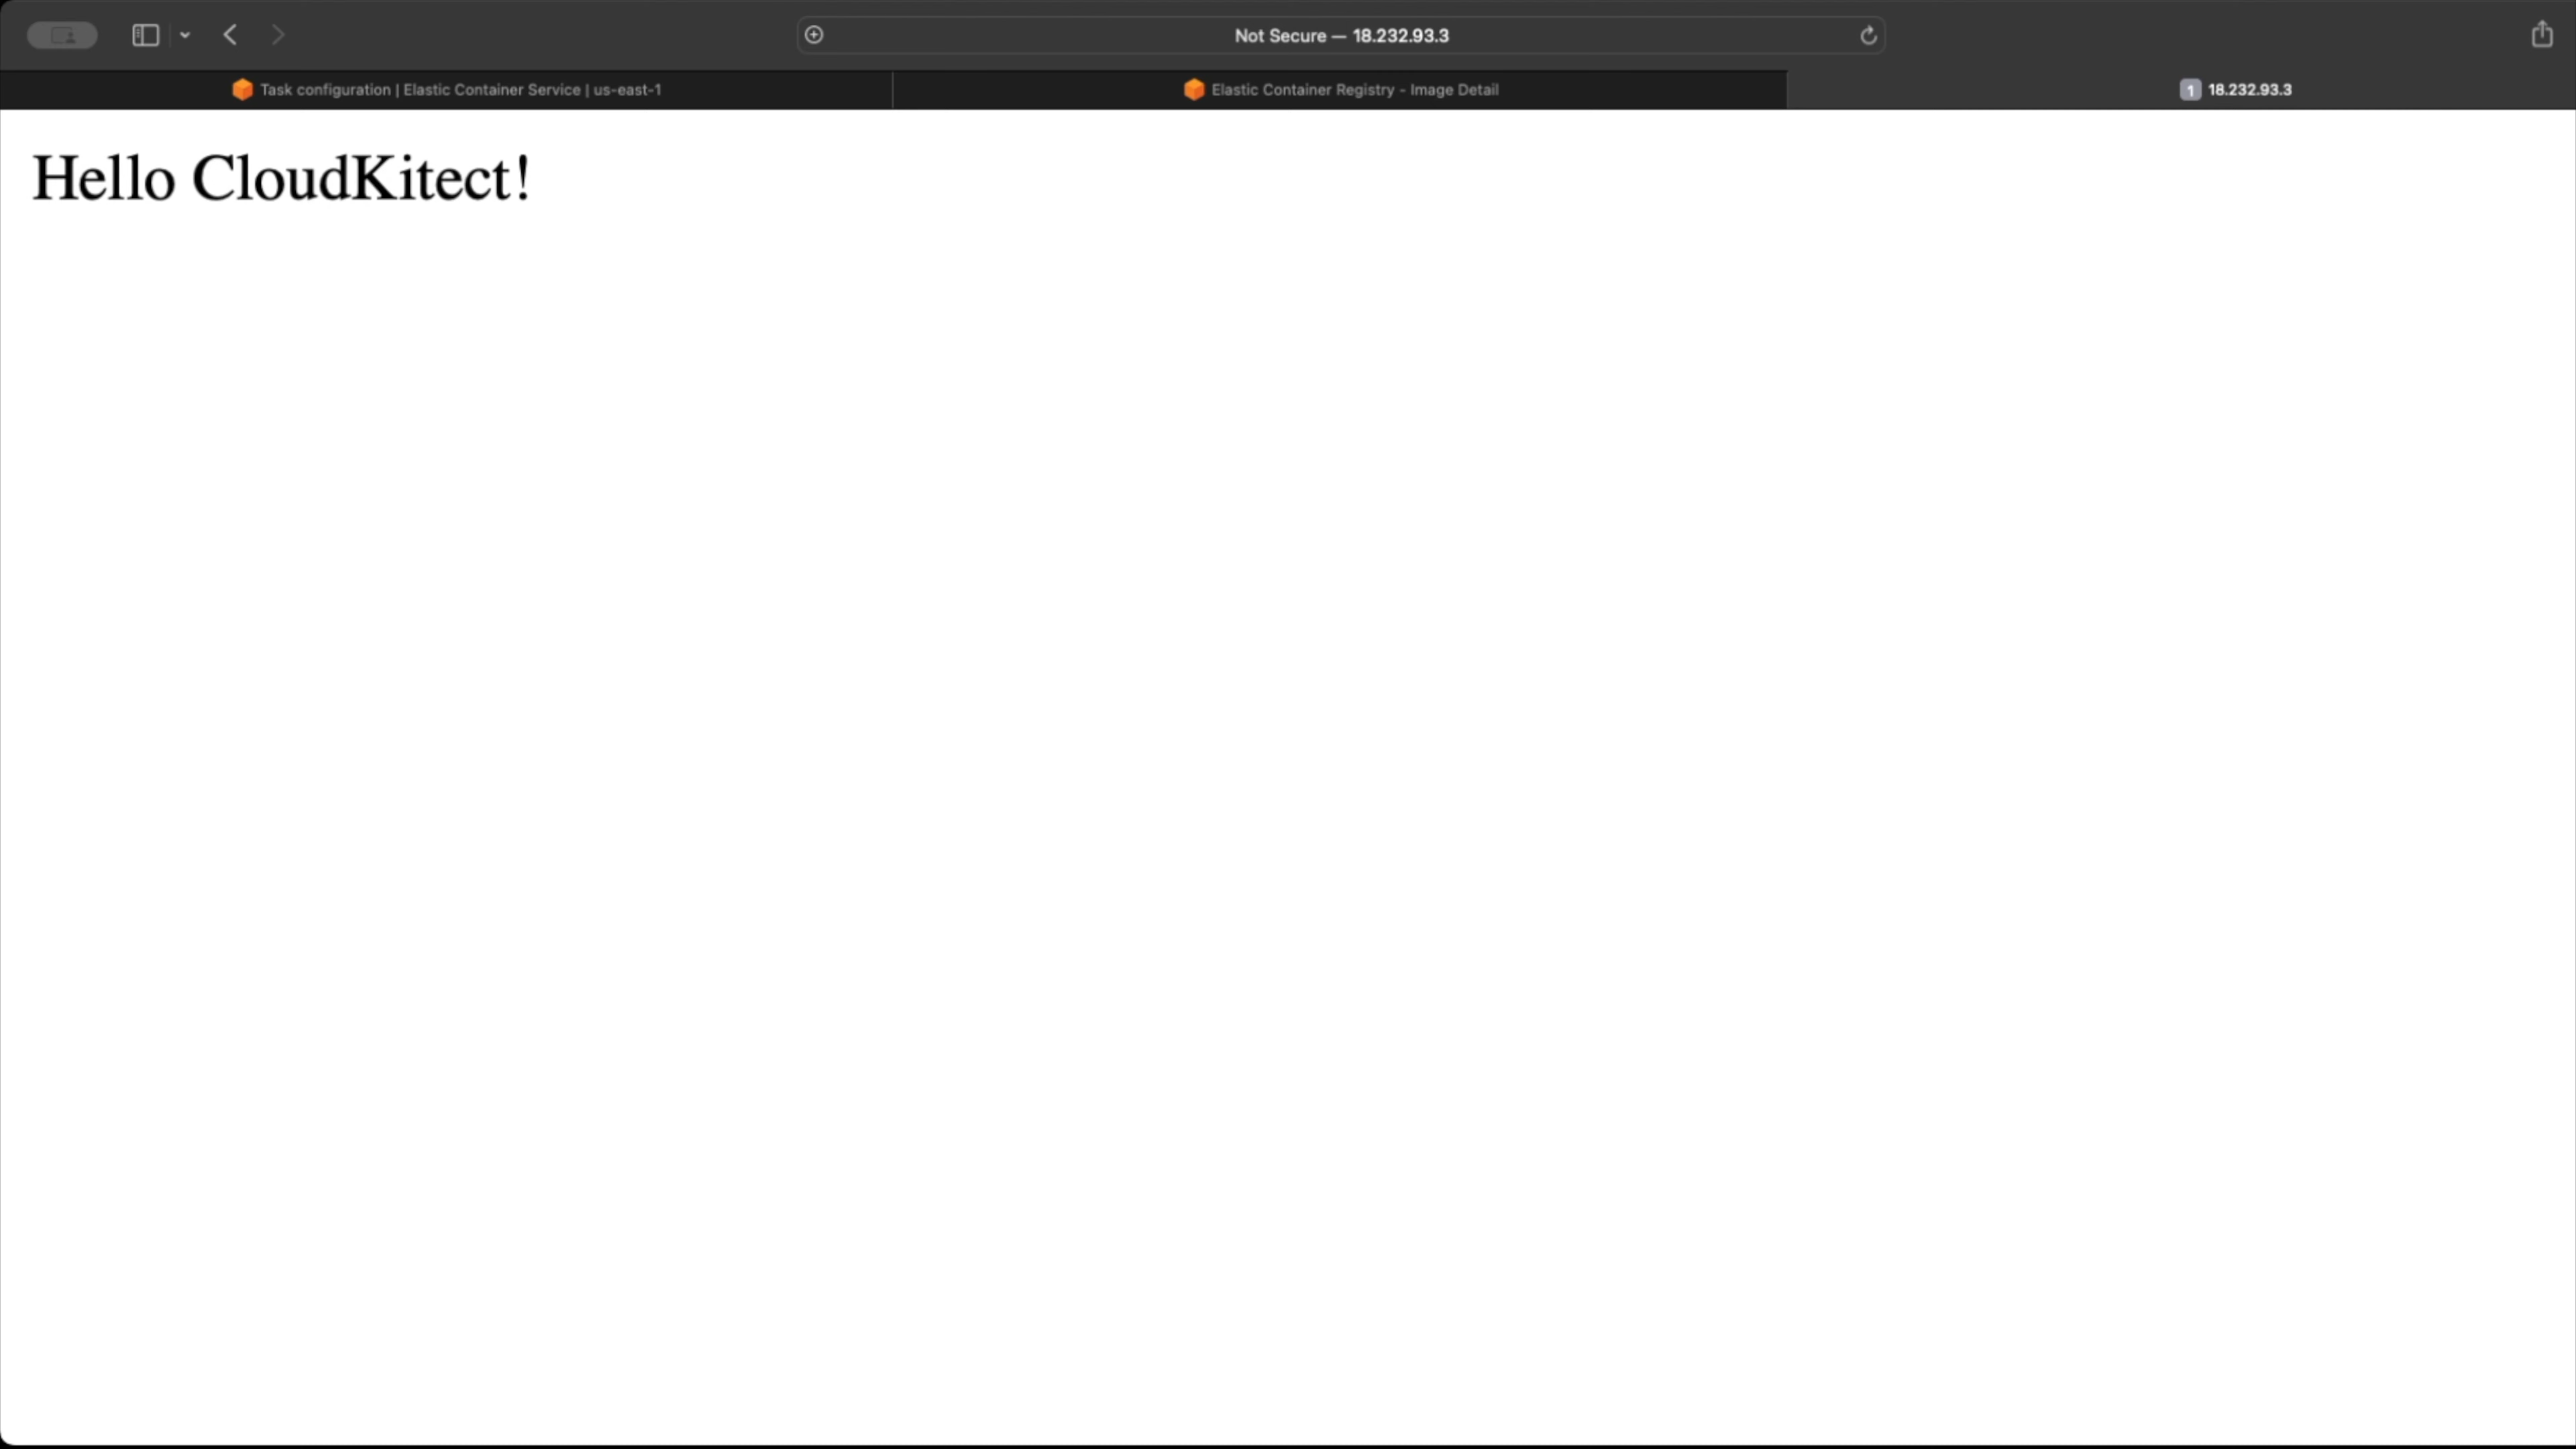 Not Secure — 18.232.93.3
Task configuration | Elastic Container Service | us-east-1
Elastic Container Registry - Image Detail
1 18.232.93.3
Hello CloudKitect!